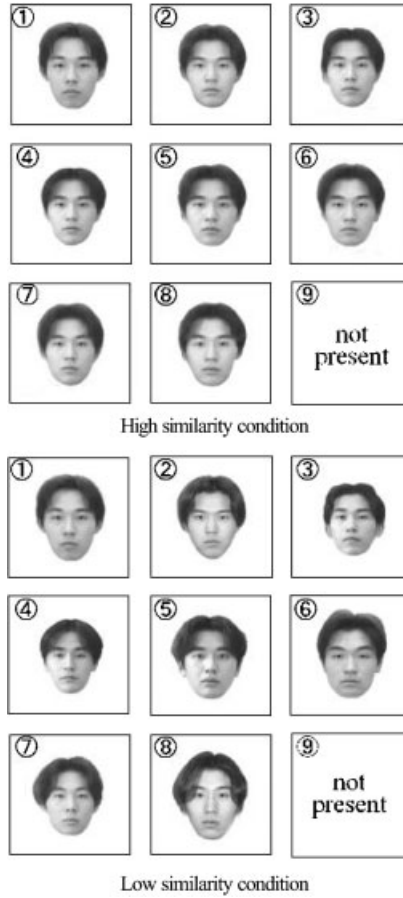 ① ② ③
④ ⑤ ⑥
⑦ ⑧ ⑨
not
present
High similarity condition
① ② ③
④ ⑤ ⑥
⑦ ⑧ ⑨
not
present
Low similarity condition